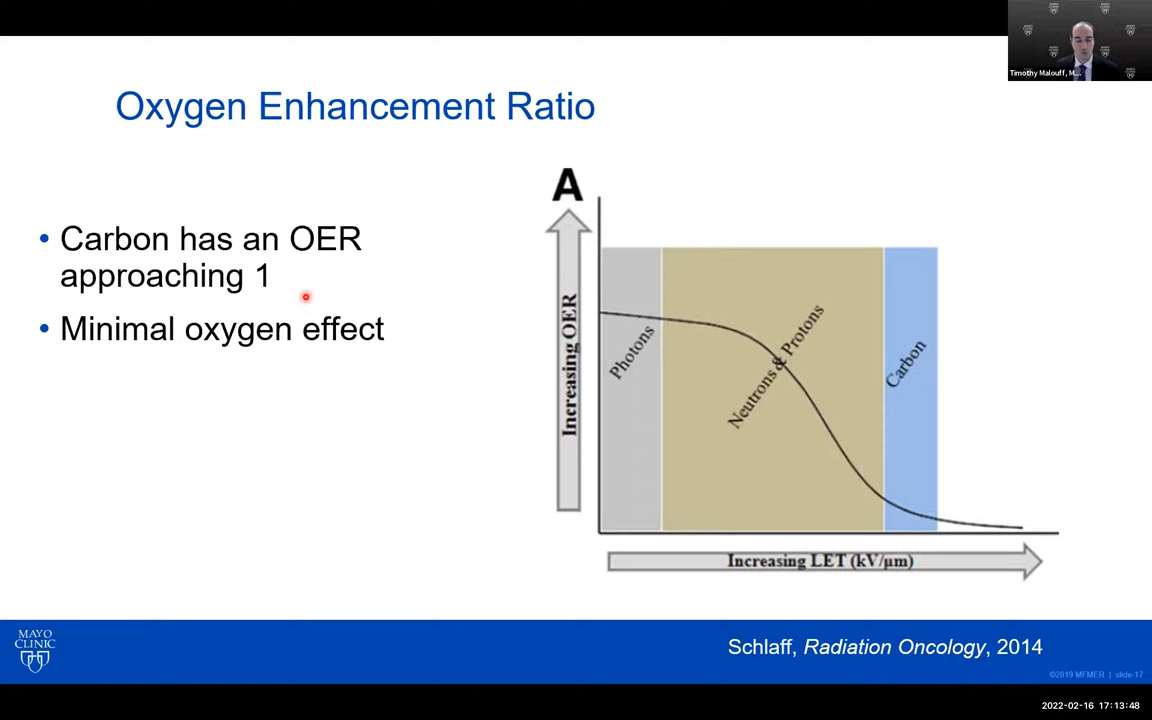 Timothy Malouff, M...
Oxygen Enhancement Ratio
• Carbon has an OER
approaching 1
• Minimal oxygen effect
A
Increasing OER
Photons
Neutrons & Protons
Carbon
Increasing LET (kV/μm)
MAYO
CLINIC
Schlaff, Radiation Oncology, 2014
©2019 MFMER | slide-17
2022-02-16 17:13:48